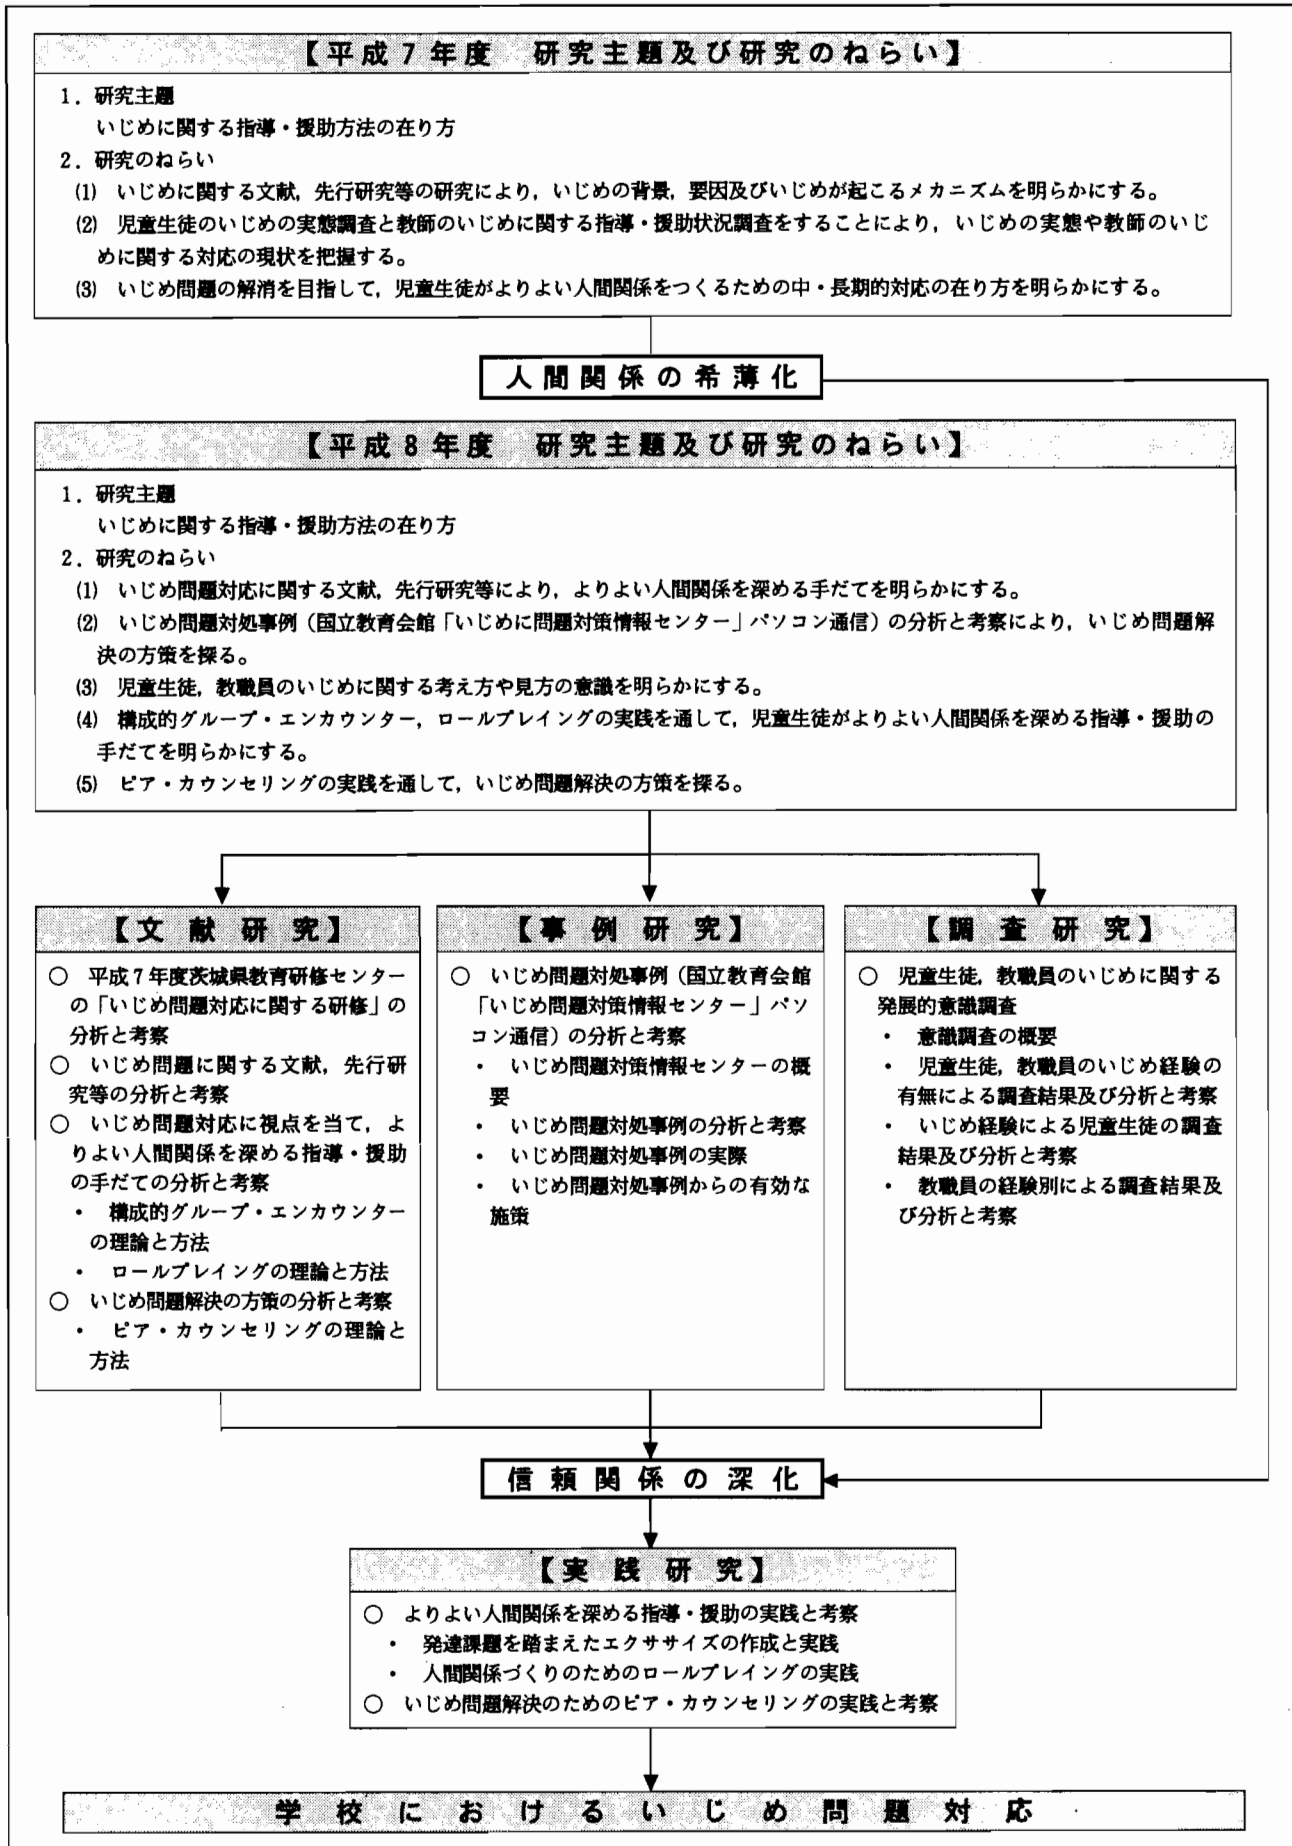 【平成7年度　研究主題及び研究のねらい】
1．研究主題
いじめに関する指導・援助方法の在り方
2．研究のねらい
(1)　いじめに関する文献，先行研究等の研究により，いじめの背景，要因及びいじめが起こるメカニズムを明らかにする。
(2)　児童生徒のいじめの実態調査と教師のいじめに関する指導・援助状況調査をすることにより，いじめの実態や教師のいじ
めに関する対応の現状を把握する。
(3)　いじめ問題の解消を目指して，児童生徒がよりよい人間関係をつくるための中・長期的対応の在り方を明らかにする。
人間関係の希薄化
【平成8年度　研究主題及び研究のねらい】
1．研究主題
いじめに関する指導・援助方法の在り方
2．研究のねらい
(1)　いじめ問題対応に関する文献，先行研究等により，よりよい人間関係を深める手だてを明らかにする。
(2)　いじめ問題対処事例（国立教育会館「いじめに問題対策情報センター」パソコン通信）の分析と考察により，いじめ問題解
決の方策を探る。
(3)　児童生徒，教職員のいじめに関する考え方や見方の意識を明らかにする。
(4)　構成的グループ・エンカウンター，ロールプレイングの実践を通して，児童生徒がよりよい人間関係を深める指導・援助の
手だてを明らかにする。
(5)　ピア・カウンセリングの実践を通して，いじめ問題解決の方策を探る。
【文献研究】
○　平成7年度茨城県教育研修センター
の「いじめ問題対応に関する研修」の
分析と考察
○　いじめ問題に関する文献，先行研
究等の分析と考察
○　いじめ問題対応に視点を当て，よ
りよい人間関係を深める指導・援助
の手だての分析と考察
・　構成的グループ・エンカウンター
の理論と方法
・　ロールプレイングの理論と方法
○　いじめ問題解決の方策の分析と考察
・　ピア・カウンセリングの理論と
方法
【事例研究】
○　いじめ問題対処事例（国立教育会館
「いじめ問題対策情報センター」パソ
コン通信）の分析と考察
・　いじめ問題対策情報センターの概
要
・　いじめ問題対処事例の分析と考察
・　いじめ問題対処事例の実際
・　いじめ問題対処事例からの有効な
施策
【調査研究】
○　児童生徒，教職員のいじめに関する
発展的意識調査
・　意識調査の概要
・　児童生徒，教職員のいじめ経験の
有無による調査結果及び分析と考察
・　いじめ経験による児童生徒の調査
結果及び分析と考察
・　教職員の経験別による調査結果及
び分析と考察
信頼関係の深化
【実践研究】
○　よりよい人間関係を深める指導・援助の実践と考察
・　発達課題を踏まえたエクササイズの作成と実践
・　人間関係づくりのためのロールプレイングの実践
○　いじめ問題解決のためのピア・カウンセリングの実践と考察
学校におけるいじめ問題対応